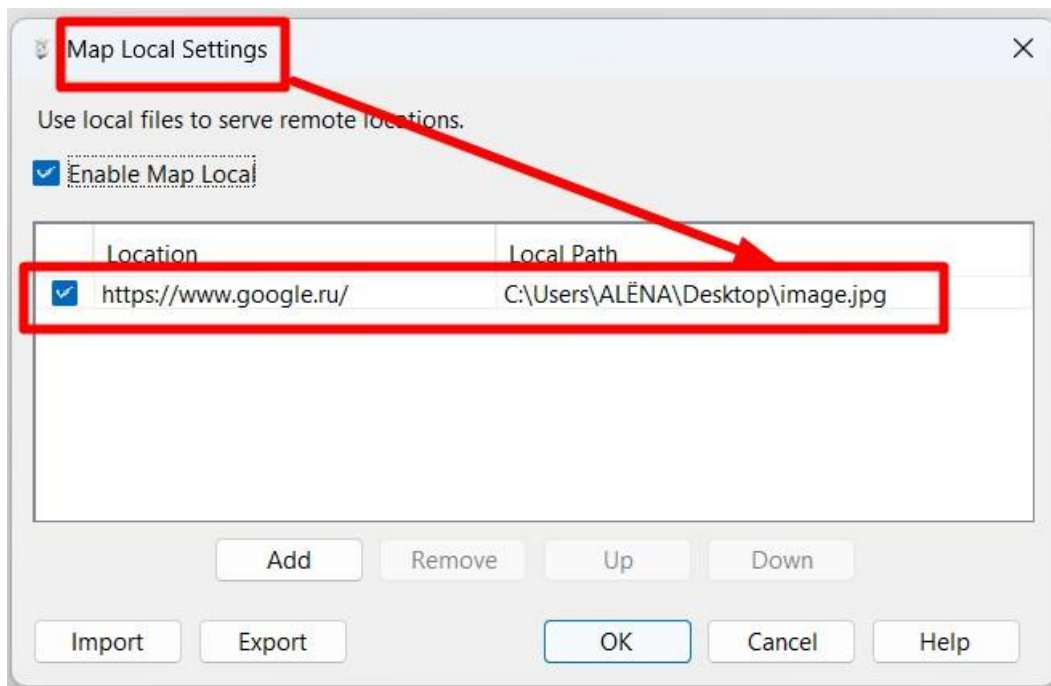 Map Local Settings
Use local files to serve remote locations.
Enable Map Local
Location Local Path
https://www.google.ru/ C:\Users\ALËNA\Desktop\image.jpg
Add Remove Up Down
Import Export OK Cancel Help